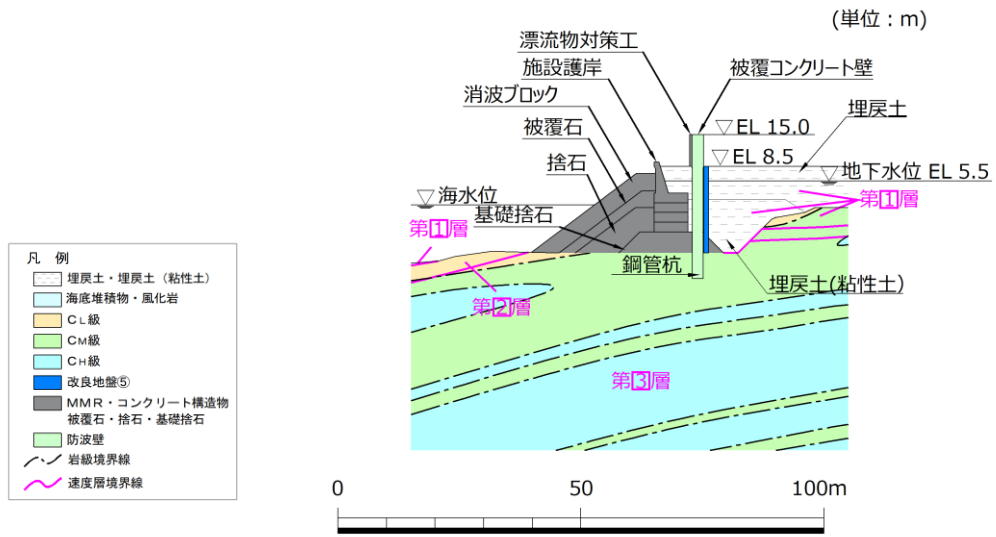 (単位：m)
漂流物対策工
施設護岸
被覆コンクリート壁
消波ブロック
埋戻土
被覆石
EL 15.0
捨石
EL 8.5
地下水位 EL 5.5
海水位
第1層
基礎捨石
第1層
鋼管杭
埋戻土(粘性土)
第2層
第3層
凡 例
埋戻土・埋戻土（粘性土）
海底堆積物・風化岩
CL級
CM級
CH級
改良地盤⑤
MMR・コンクリート構造物
被覆石・捨石・基礎捨石
防波壁
岩級境界線
速度層境界線
0 50 100m